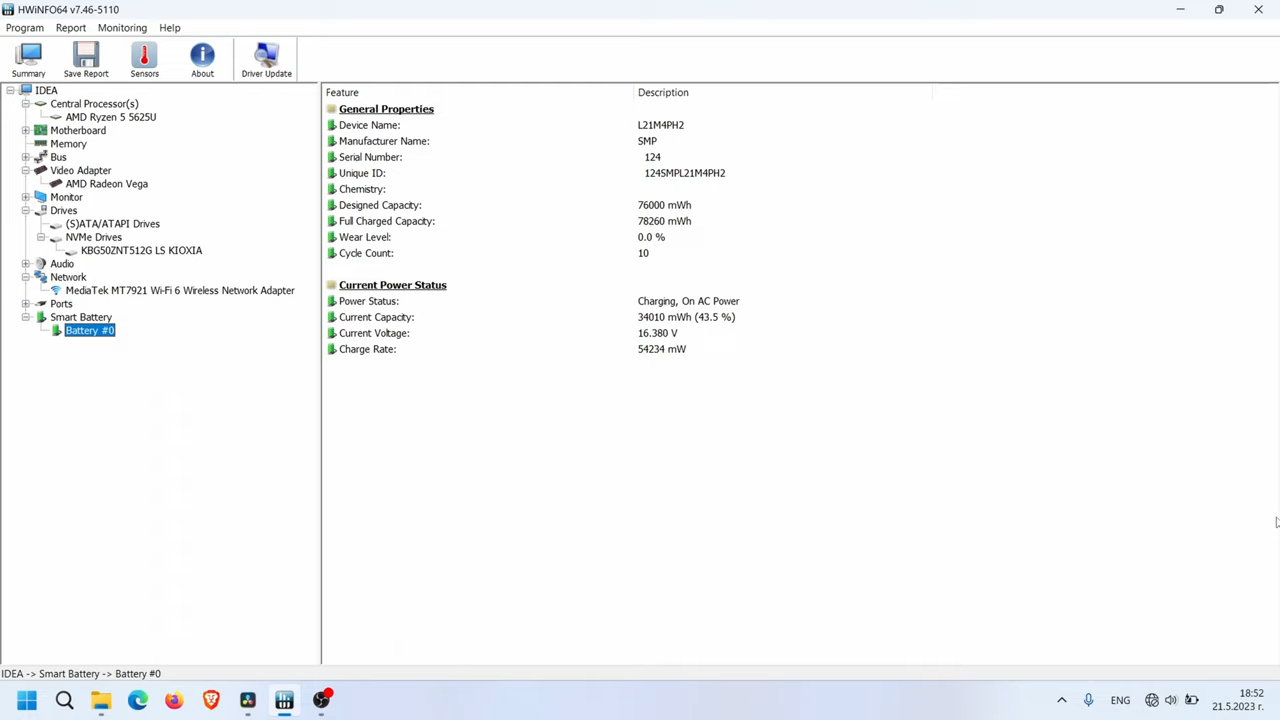 HWiNFO64 v7.46-5110
Program Report Monitoring Help
Summary Save Report Sensors About Driver Update
IDEA
Central Processor(s)
AMD Ryzen 5 5625U
Motherboard
Memory
Bus
Video Adapter
AMD Radeon Vega
Monitor
Drives
(S)ATA/ATAPI Drives
NVMe Drives
KBG50ZNT512G LS KIOXIA
Audio
Network
MediaTek MT7921 Wi-Fi 6 Wireless Network Adapter
Ports
Smart Battery
Battery #0
Feature Description
General Properties
Device Name: L21M4PH2
Manufacturer Name: SMP
Serial Number: 124
Unique ID: 124SMPL21M4PH2
Chemistry:
Designed Capacity: 76000 mWh
Full Charged Capacity: 78260 mWh
Wear Level: 0.0 %
Cycle Count: 10
Current Power Status
Power Status: Charging, On AC Power
Current Capacity: 34010 mWh (43.5 %)
Current Voltage: 16.380 V
Charge Rate: 54234 mW
IDEA -> Smart Battery -> Battery #0
ENG
18:52
21.5.2023 г.